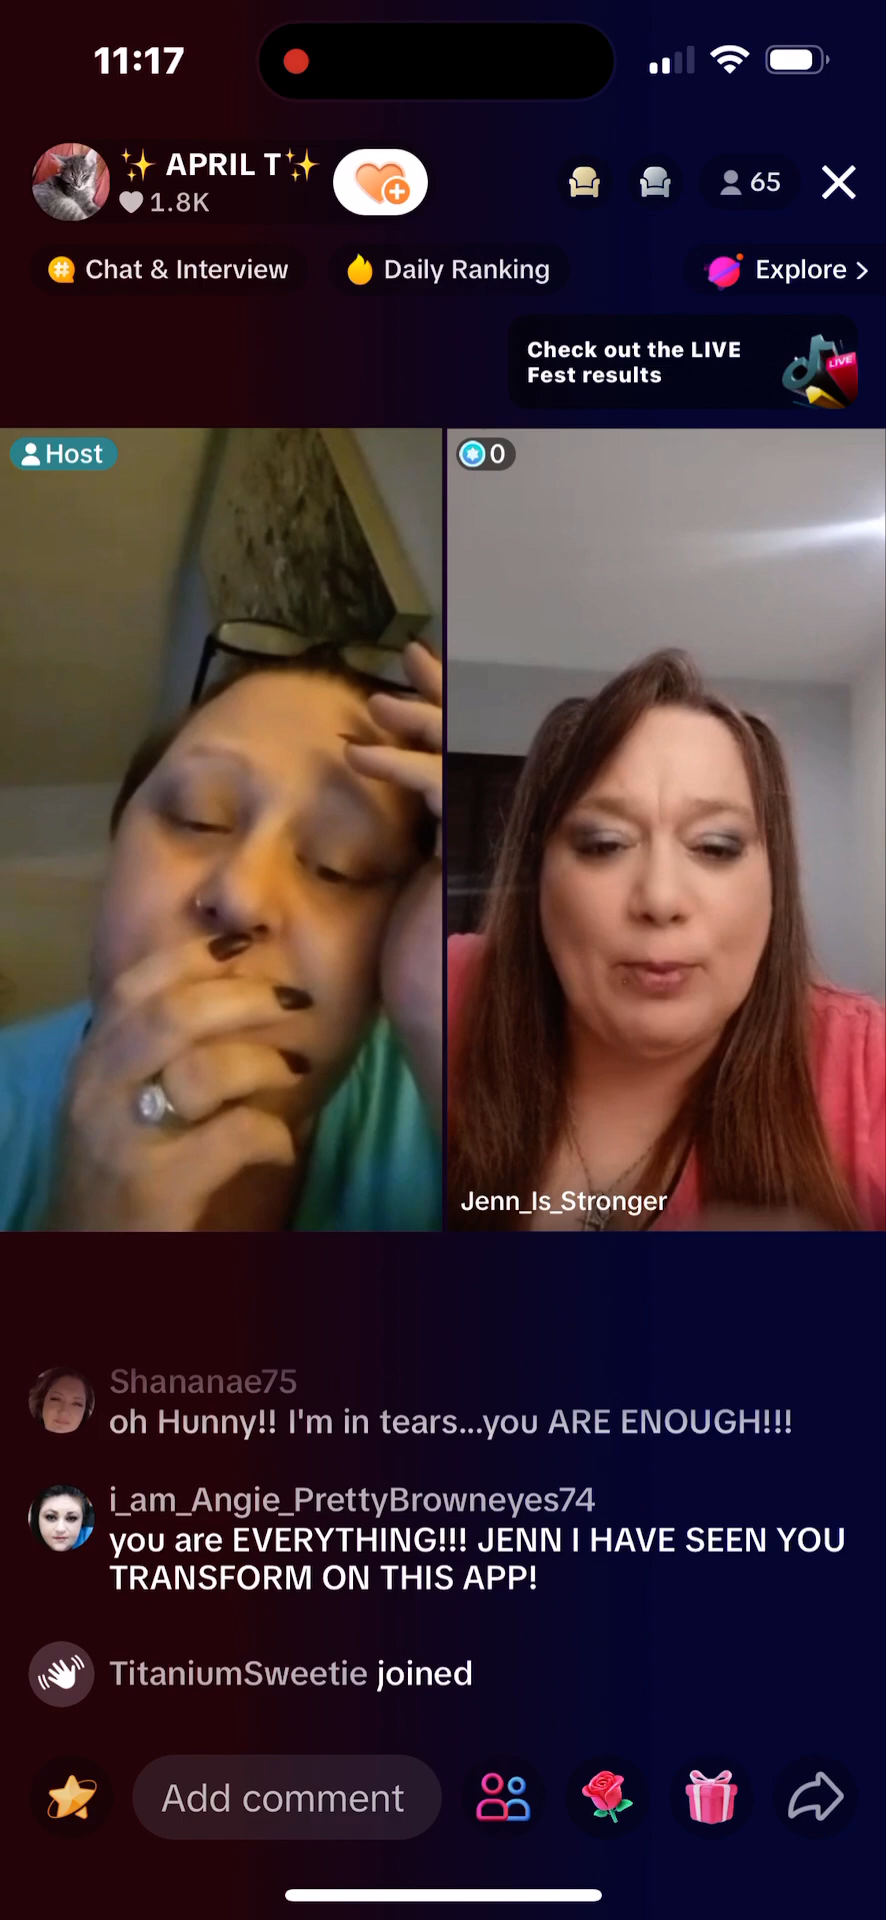 11:17
✨ APRIL T✨
1.8K
65
Chat & Interview
Daily Ranking
Explore >
Check out the LIVE
Fest results
LIVE
Host
0
Jenn_Is_Stronger
Shananae75
oh Hunny!! I'm in tears...you ARE ENOUGH!!!
i_am_Angie_PrettyBrowneyes74
you are EVERYTHING!!! JENN I HAVE SEEN YOU
TRANSFORM ON THIS APP!
TitaniumSweetie joined
Add comment